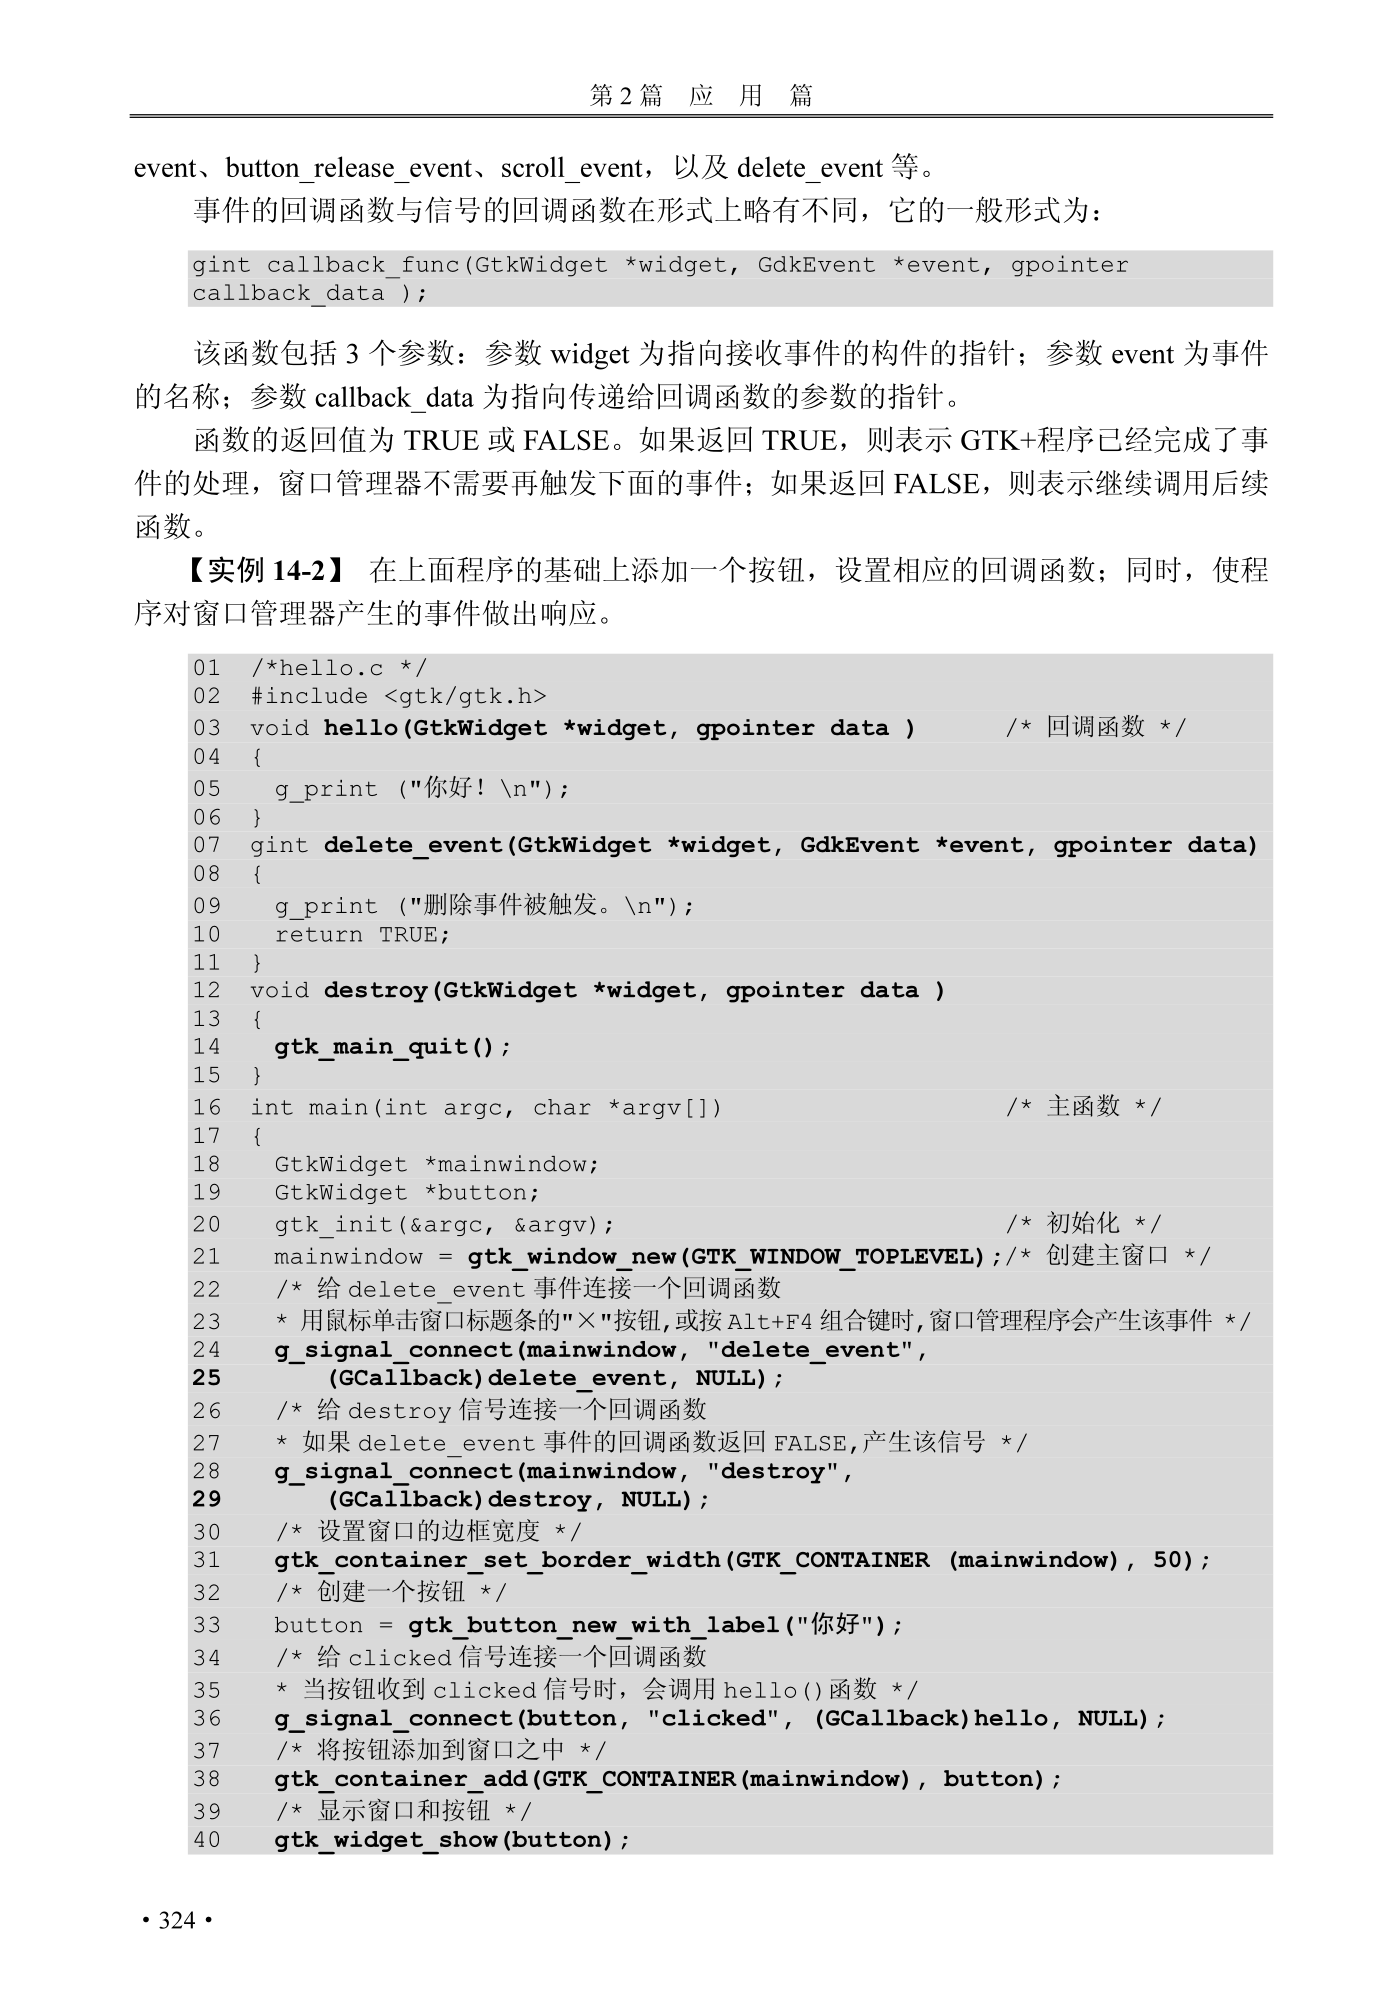 第 2 篇 应 用 篇
event、button_release_event、scroll_event，以及 delete_event 等。
事件的回调函数与信号的回调函数在形式上略有不同，它的一般形式为：
gint callback_func(GtkWidget *widget, GdkEvent *event, gpointer
callback_data );
该函数包括 3 个参数：参数 widget 为指向接收事件的构件的指针；参数 event 为事件
的名称；参数 callback_data 为指向传递给回调函数的参数的指针。
函数的返回值为 TRUE 或 FALSE。如果返回 TRUE，则表示 GTK+程序已经完成了事
件的处理，窗口管理器不需要再触发下面的事件；如果返回 FALSE，则表示继续调用后续
函数。
【实例 14-2】 在上面程序的基础上添加一个按钮，设置相应的回调函数；同时，使程
序对窗口管理器产生的事件做出响应。
01 /*hello.c */
02 #include <gtk/gtk.h>
03 void hello(GtkWidget *widget, gpointer data ) /* 回调函数 */
04 {
05 g_print ("你好！\n");
06 }
07 gint delete_event(GtkWidget *widget, GdkEvent *event, gpointer data)
08 {
09 g_print ("删除事件被触发。\n");
10 return TRUE;
11 }
12 void destroy(GtkWidget *widget, gpointer data )
13 {
14 gtk_main_quit();
15 }
16 int main(int argc, char *argv[]) /* 主函数 */
17 {
18 GtkWidget *mainwindow;
19 GtkWidget *button;
20 gtk_init(&argc, &argv); /* 初始化 */
21 mainwindow = gtk_window_new(GTK_WINDOW_TOPLEVEL);/* 创建主窗口 */
22 /* 给 delete_event 事件连接一个回调函数
23 * 用鼠标单击窗口标题条的"×"按钮,或按 Alt+F4 组合键时,窗口管理程序会产生该事件 */
24 g_signal_connect(mainwindow, "delete_event",
25 (GCallback)delete_event, NULL);
26 /* 给 destroy 信号连接一个回调函数
27 * 如果 delete_event 事件的回调函数返回 FALSE,产生该信号 */
28 g_signal_connect(mainwindow, "destroy",
29 (GCallback)destroy, NULL);
30 /* 设置窗口的边框宽度 */
31 gtk_container_set_border_width(GTK_CONTAINER (mainwindow), 50);
32 /* 创建一个按钮 */
33 button = gtk_button_new_with_label("你好");
34 /* 给 clicked 信号连接一个回调函数
35 * 当按钮收到 clicked 信号时，会调用 hello()函数 */
36 g_signal_connect(button, "clicked", (GCallback)hello, NULL);
37 /* 将按钮添加到窗口之中 */
38 gtk_container_add(GTK_CONTAINER(mainwindow), button);
39 /* 显示窗口和按钮 */
40 gtk_widget_show(button);
· 324 ·